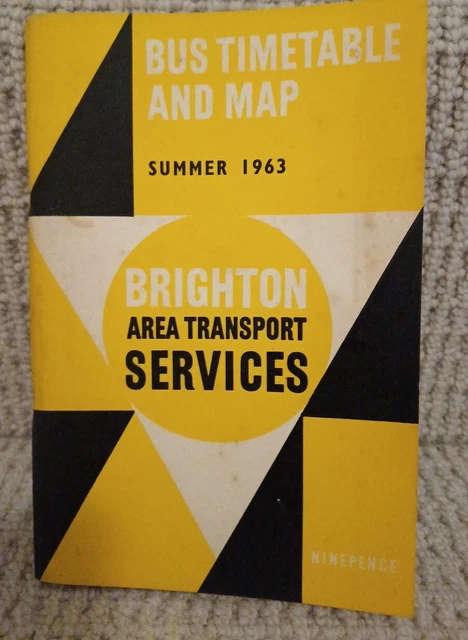 BUS TIMETABLE
AND MAP
SUMMER 1963
BRIGHTON
AREA TRANSPORT
SERVICES
NINEPENCE